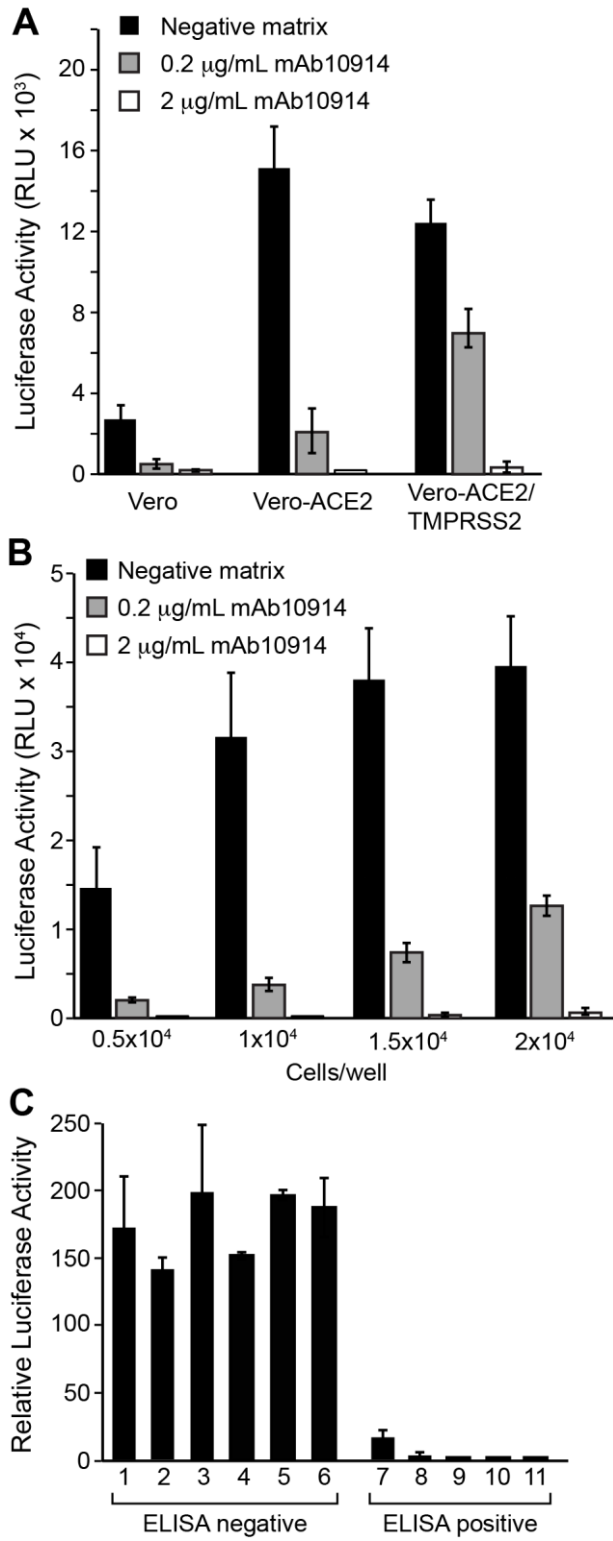 A
Negative matrix
0.2 μg/mL mAb10914
2 μg/mL mAb10914
Luciferase Activity (RLU x 10³)
20
16
12
8
4
0
Vero
Vero-ACE2
Vero-ACE2/
TMPRSS2
B
Negative matrix
0.2 μg/mL mAb10914
2 μg/mL mAb10914
Luciferase Activity (RLU x 10⁴)
5
4
3
2
1
0
0.5x10⁴
1x10⁴
1.5x10⁴
2x10⁴
Cells/well
C
Relative Luciferase Activity
250
200
150
100
50
0
1 2 3 4 5 6 7 8 9 10 11
ELISA negative ELISA positive